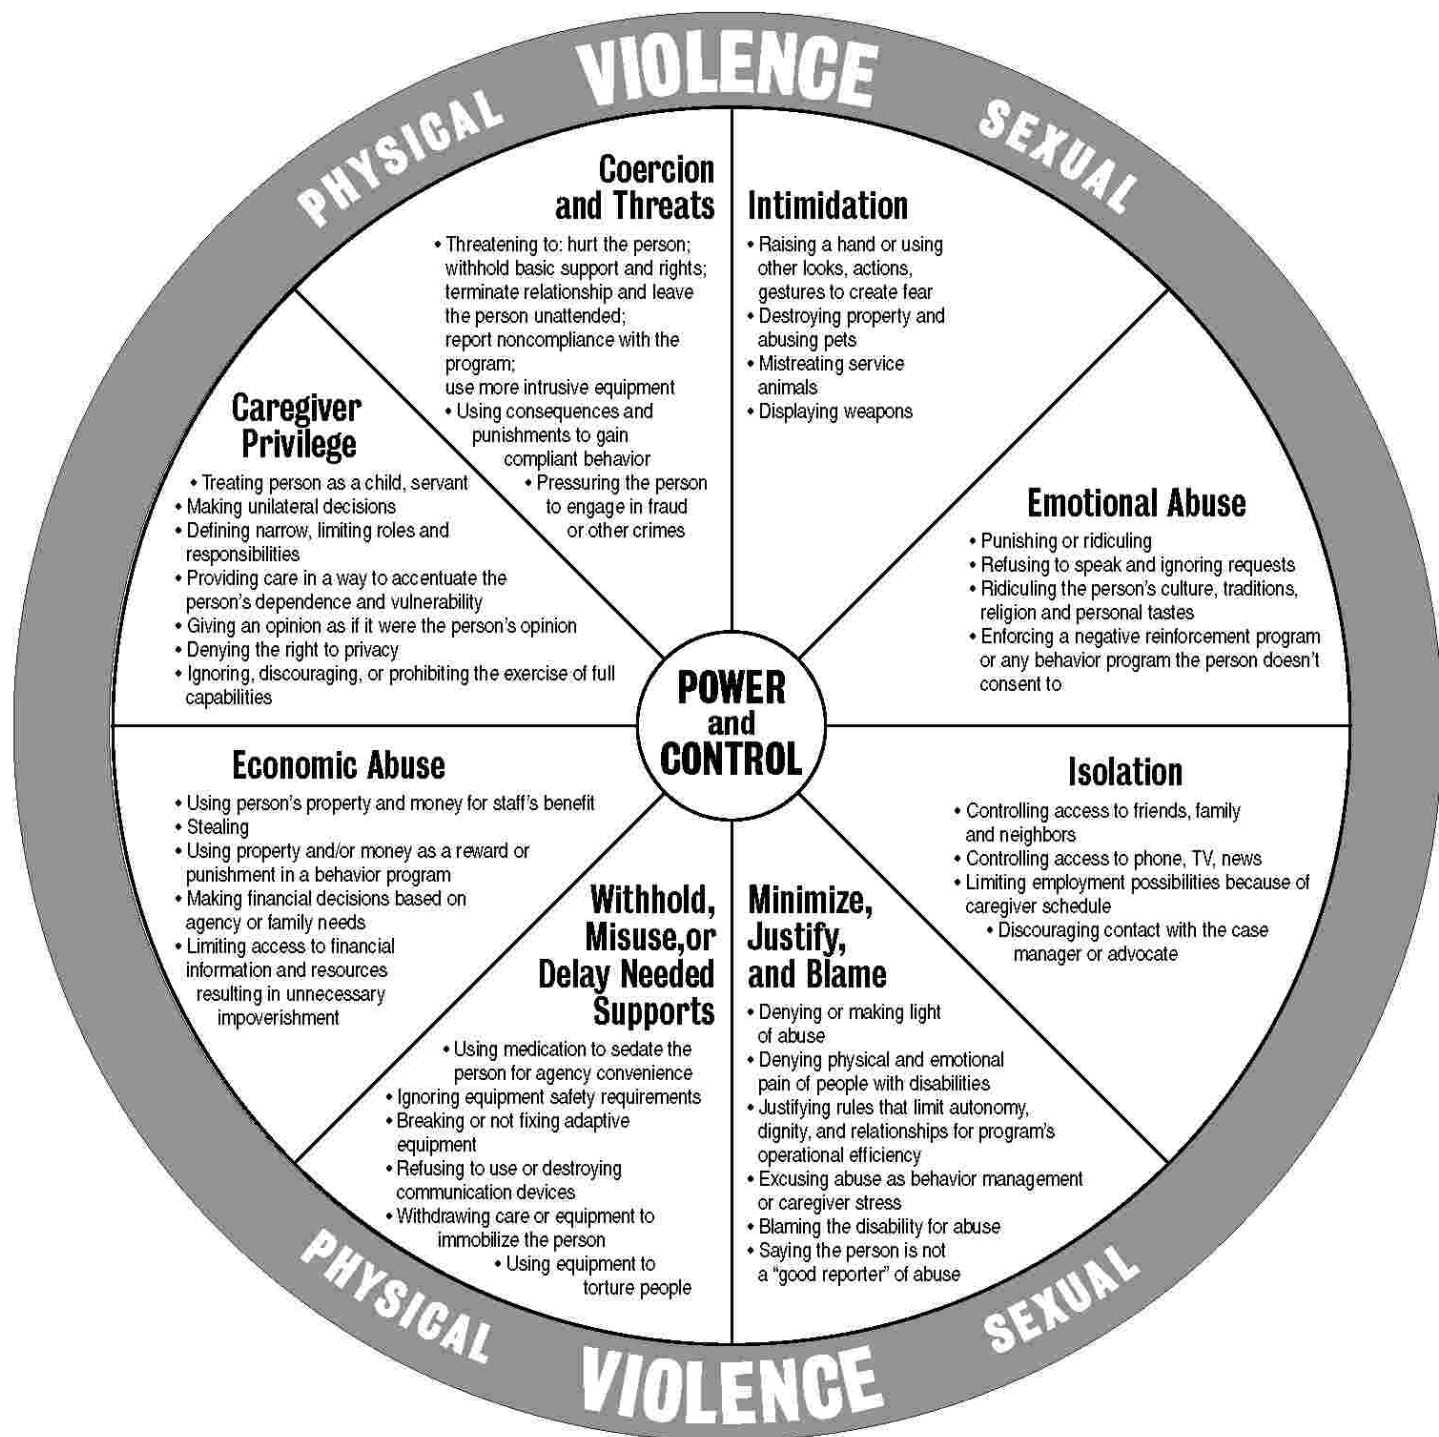 PHYSICAL VIOLENCE SEXUAL
Coercion
and Threats
• Threatening to: hurt the person;
withhold basic support and rights;
terminate relationship and leave
the person unattended;
report noncompliance with the
program;
use more intrusive equipment
• Using consequences and
punishments to gain
compliant behavior
• Pressuring the person
to engage in fraud
or other crimes
Intimidation
• Raising a hand or using
other looks, actions,
gestures to create fear
• Destroying property and
abusing pets
• Mistreating service
animals
• Displaying weapons
Caregiver
Privilege
• Treating person as a child, servant
• Making unilateral decisions
• Defining narrow, limiting roles and
responsibilities
• Providing care in a way to accentuate the
person's dependence and vulnerability
• Giving an opinion as if it were the person's opinion
• Denying the right to privacy
• Ignoring, discouraging, or prohibiting the exercise of full
capabilities
Emotional Abuse
• Punishing or ridiculing
• Refusing to speak and ignoring requests
• Ridiculing the person's culture, traditions,
religion and personal tastes
• Enforcing a negative reinforcement program
or any behavior program the person doesn't
consent to
POWER
and
CONTROL
Economic Abuse
• Using person's property and money for staff's benefit
• Stealing
• Using property and/or money as a reward or
punishment in a behavior program
• Making financial decisions based on
agency or family needs
• Limiting access to financial
information and resources
resulting in unnecessary
impoverishment
Isolation
• Controlling access to friends, family
and neighbors
• Controlling access to phone, TV, news
• Limiting employment possibilities because of
caregiver schedule
• Discouraging contact with the case
manager or advocate
Withhold,
Misuse,or
Delay Needed
Supports
• Using medication to sedate the
person for agency convenience
• Ignoring equipment safety requirements
• Breaking or not fixing adaptive
equipment
• Refusing to use or destroying
communication devices
• Withdrawing care or equipment to
immobilize the person
• Using equipment to
torture people
Minimize,
Justify,
and Blame
• Denying or making light
of abuse
• Denying physical and emotional
pain of people with disabilities
• Justifying rules that limit autonomy,
dignity, and relationships for program's
operational efficiency
• Excusing abuse as behavior management
or caregiver stress
• Blaming the disability for abuse
• Saying the person is not
a “good reporter” of abuse
PHYSICAL VIOLENCE SEXUAL